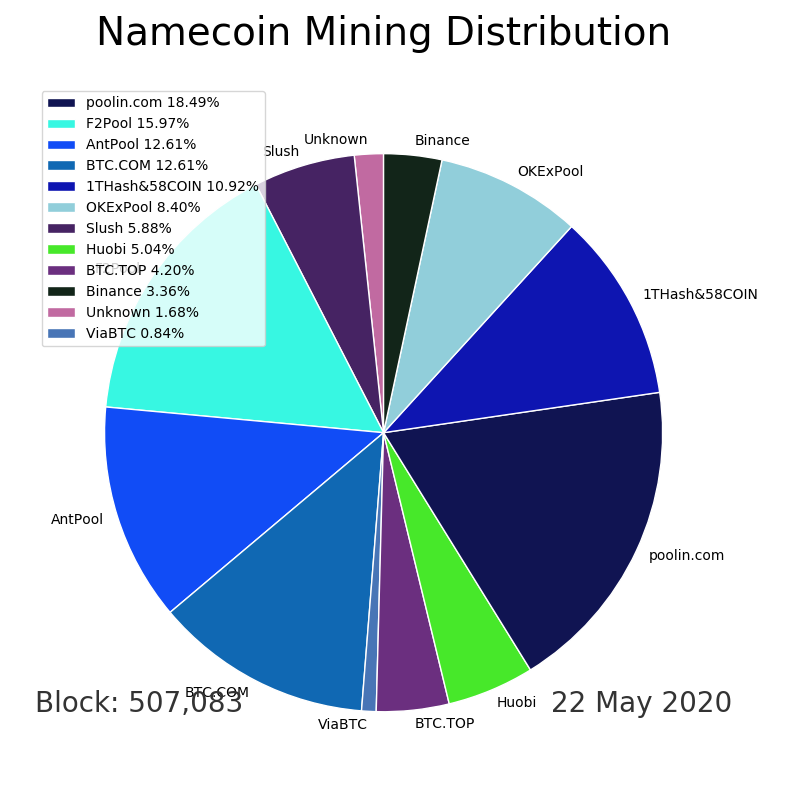 Namecoin Mining Distribution
poolin.com 18.49%
F2Pool 15.97%
AntPool 12.61%
BTC.COM 12.61%
1THash&58COIN 10.92%
OKExPool 8.40%
Slush 5.88%
Huobi 5.04%
BTC.TOP 4.20%
Binance 3.36%
Unknown 1.68%
ViaBTC 0.84%
Slush
Unknown
Binance
OKExPool
1THash&58COIN
AntPool
poolin.com
BTC.COM
ViaBTC
BTC.TOP
Huobi
Block: 507,083
22 May 2020